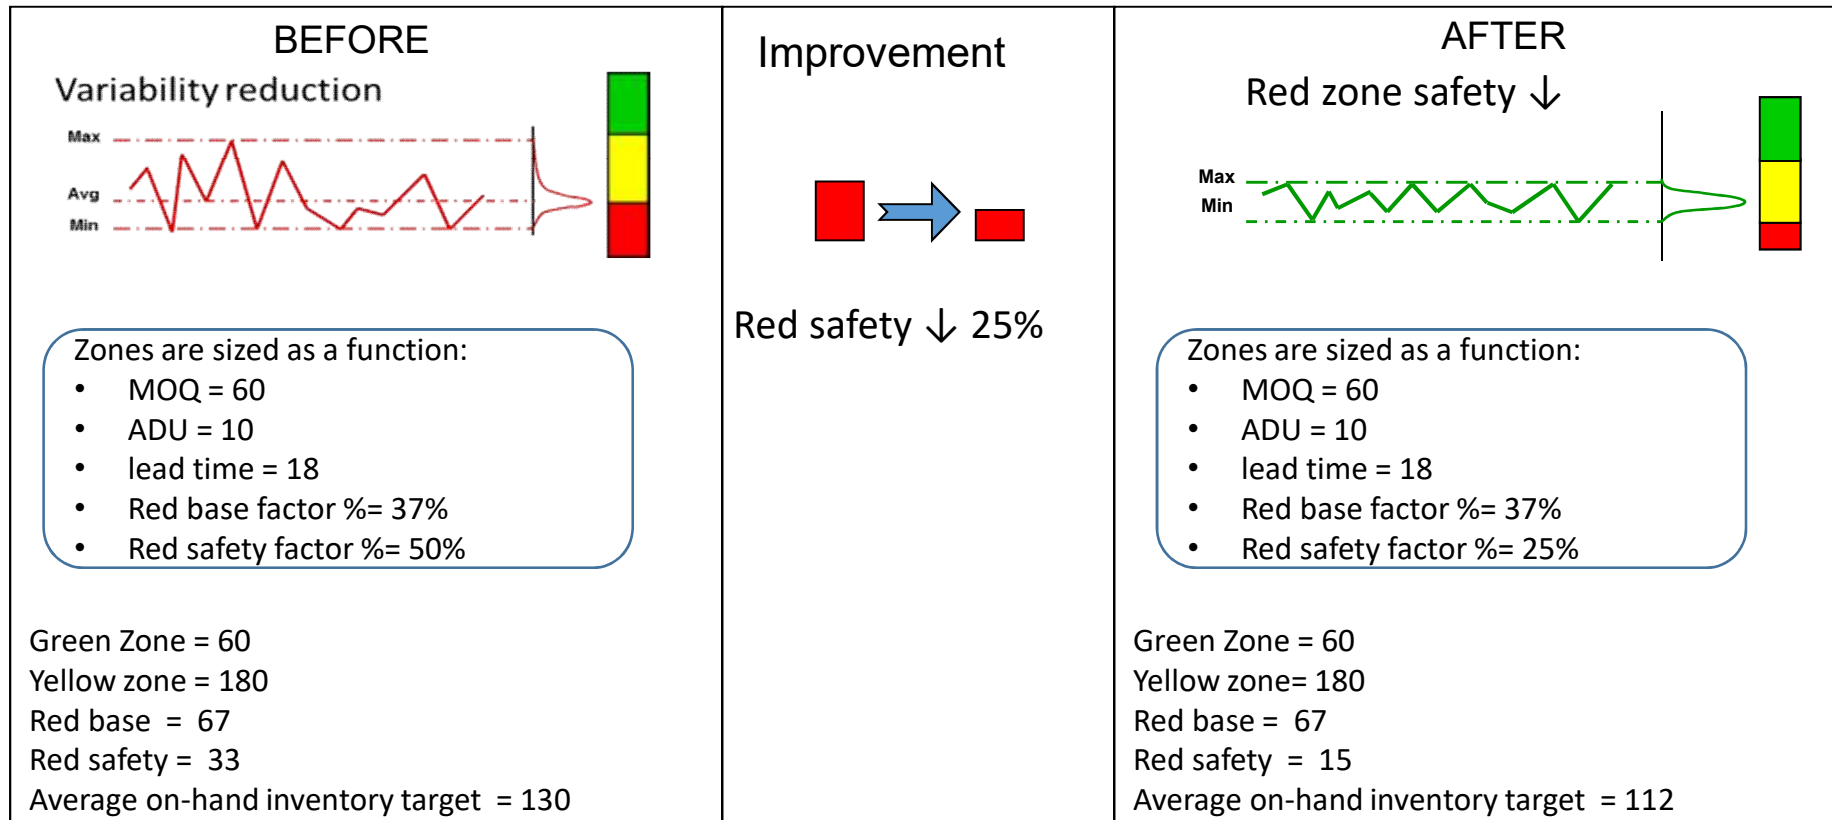 BEFORE
Variability reduction
Max
Avg
Min
Zones are sized as a function:
• MOQ = 60
• ADU = 10
• lead time = 18
• Red base factor %= 37%
• Red safety factor %= 50%
Green Zone = 60
Yellow zone = 180
Red base = 67
Red safety = 33
Average on-hand inventory target = 130
Improvement
Red safety ↓ 25%
AFTER
Red zone safety ↓
Max
Min
Zones are sized as a function:
• MOQ = 60
• ADU = 10
• lead time = 18
• Red base factor %= 37%
• Red safety factor %= 25%
Green Zone = 60
Yellow zone= 180
Red base = 67
Red safety = 15
Average on-hand inventory target = 112